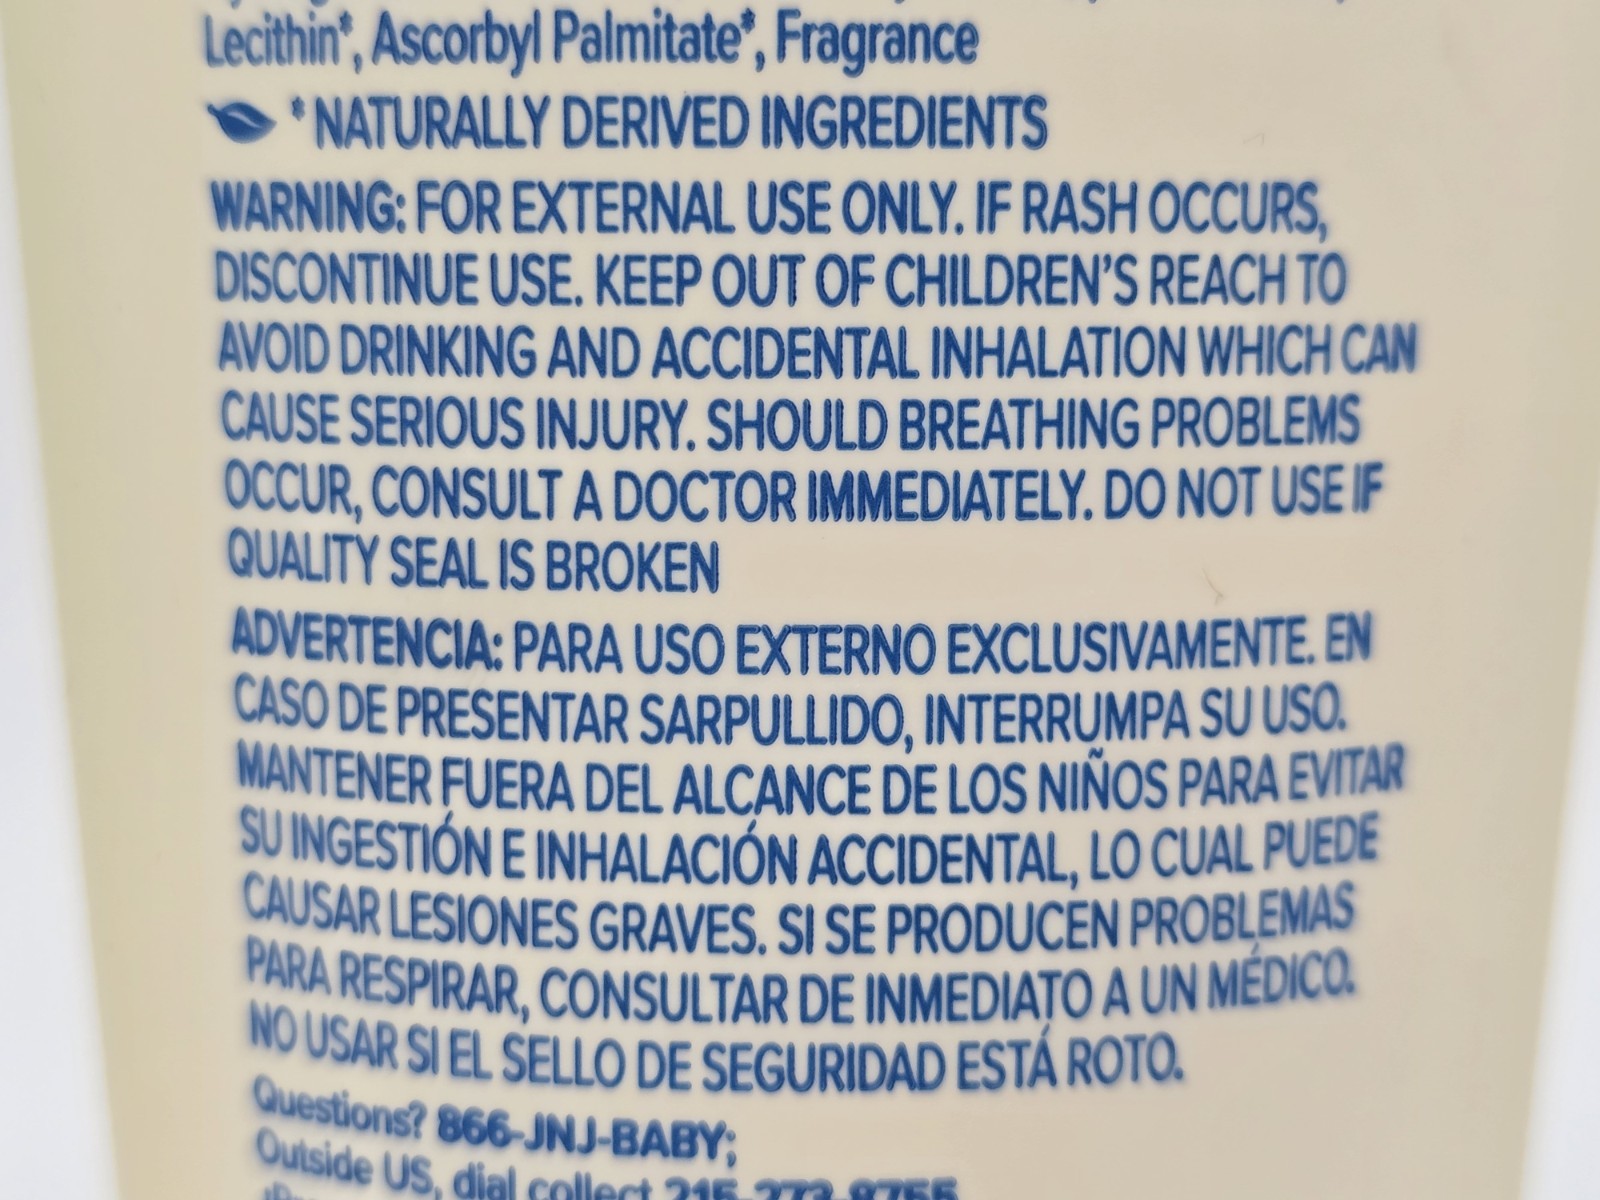 Lecithin*, Ascorbyl Palmitate*, Fragrance
*NATURALLY DERIVED INGREDIENTS
WARNING: FOR EXTERNAL USE ONLY. IF RASH OCCURS,
DISCONTINUE USE. KEEP OUT OF CHILDREN'S REACH TO
AVOID DRINKING AND ACCIDENTAL INHALATION WHICH CAN
CAUSE SERIOUS INJURY. SHOULD BREATHING PROBLEMS
OCCUR, CONSULT A DOCTOR IMMEDIATELY. DO NOT USE IF
QUALITY SEAL IS BROKEN
ADVERTENCIA: PARA USO EXTERNO EXCLUSIVAMENTE. EN
CASO DE PRESENTAR SARPULLIDO, INTERRUMPA SU USO.
MANTENER FUERA DEL ALCANCE DE LOS NIÑOS PARA EVITAR
SU INGESTIÓN E INHALACIÓN ACCIDENTAL, LO CUAL PUEDE
CAUSAR LESIONES GRAVES. SI SE PRODUCEN PROBLEMAS
PARA RESPIRAR, CONSULTAR DE INMEDIATO A UN MÉDICO.
NO USAR SI EL SELLO DE SEGURIDAD ESTÁ ROTO.
Questions? 866-JNJ-BABY;
Outside US, dial collect 215-273-8755